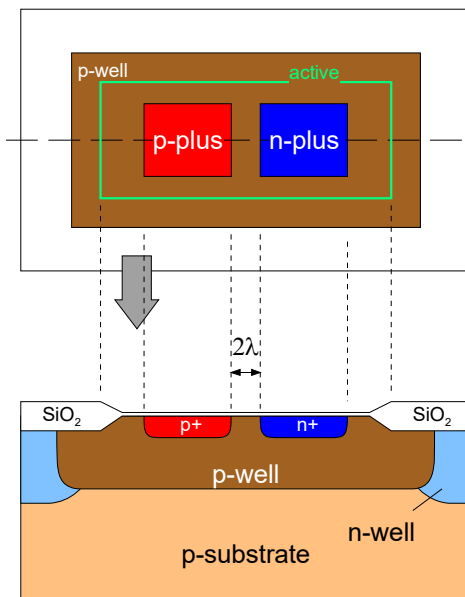 p-well
active
p-plus
n-plus
2λ
SiO₂
SiO₂
p+
n+
p-well
n-well
p-substrate